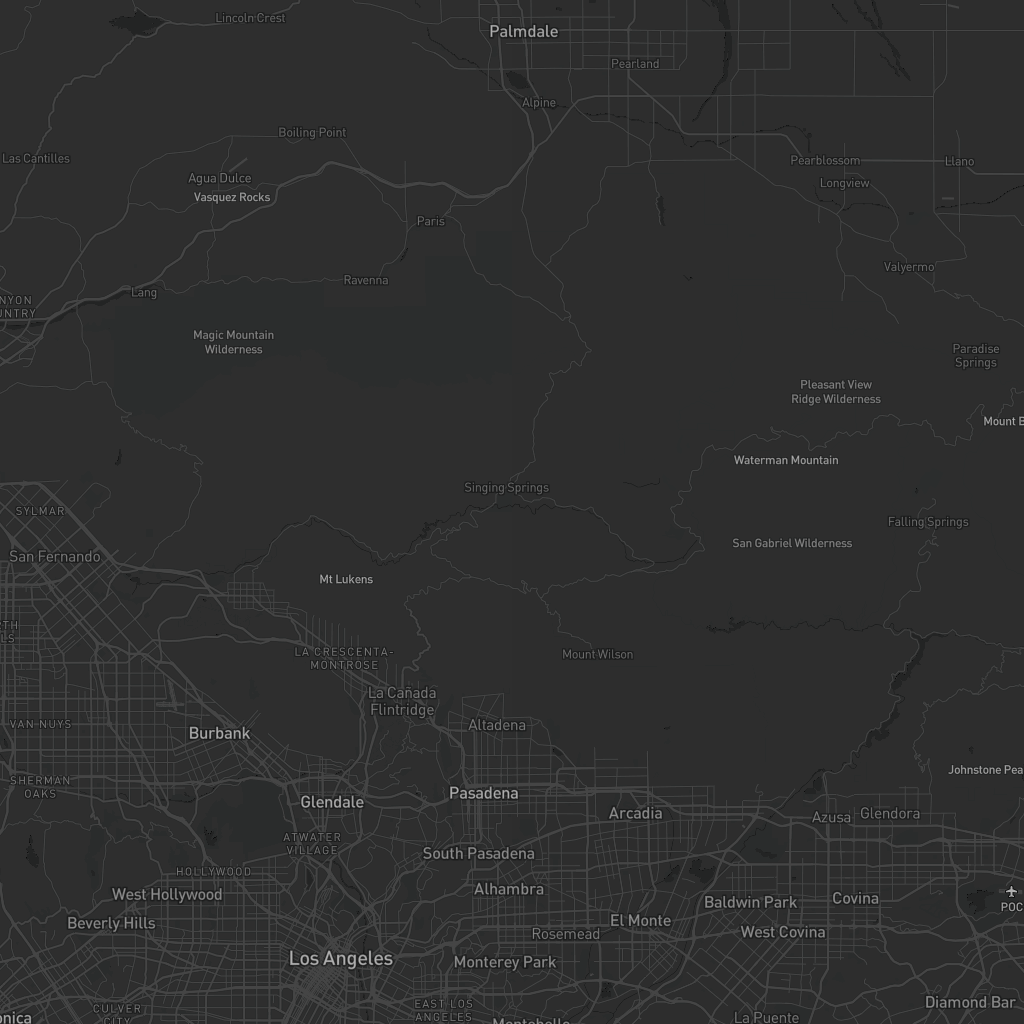 Lincoln Crest
Palmdale
Pearland
Alpine
Boiling Point
Las Cantilles
Pearblossom
Llano
Agua Dulce
Longview
Vasquez Rocks
Paris
Valyermo
Ravenna
Lang
NYON
UNTRY
Magic Mountain
Wilderness
Paradise
Springs
Pleasant View
Ridge Wilderness
Mount B
Waterman Mountain
Singing Springs
SYLMAR
Falling Springs
San Gabriel Wilderness
San Fernando
Mt Lukens
TH
LS
LA CRESCENTA-
MONTROSE
Mount Wilson
La Cañada
Flintridge
VAN NUYS
Altadena
Burbank
Johnstone Pea
SHERMAN
OAKS
Pasadena
Glendale
Arcadia
Azusa
Glendora
ATWATER
VILLAGE
South Pasadena
HOLLYWOOD
West Hollywood
Alhambra
Baldwin Park
Covina
POC
Beverly Hills
El Monte
Rosemead
West Covina
Los Angeles
Monterey Park
Diamond Bar
CULVER
CITY
EAST LOS
ANGELES
onica
Montebello
La Puente